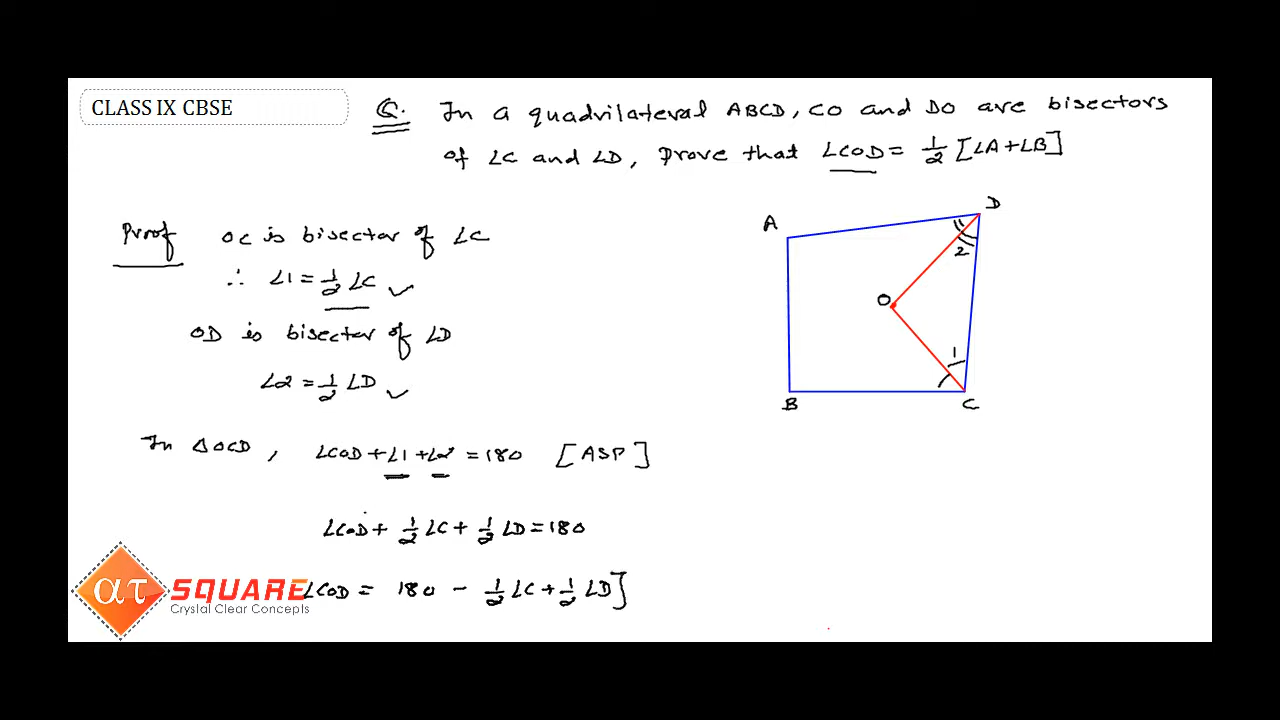 CLASS IX CBSE
Q. In a quadrilateral ABCD, CO and DO are bisectors
of ∠C and ∠D, prove that ∠COD = 1/2 [∠A+∠B]
Proof OC is bisector of ∠C
∴ ∠1 = 1/2 ∠C ✓
OD is bisector of ∠D
∠2 = 1/2 ∠D ✓
In △OCD, ∠COD + ∠1 + ∠2 = 180 [ASP]
∠COD + 1/2 ∠C + 1/2 ∠D = 180
∠COD = 180 - 1/2 ∠C + 1/2 ∠D]
D
A
2
O
1
B
C
ατ SQUARE
Crystal Clear Concepts